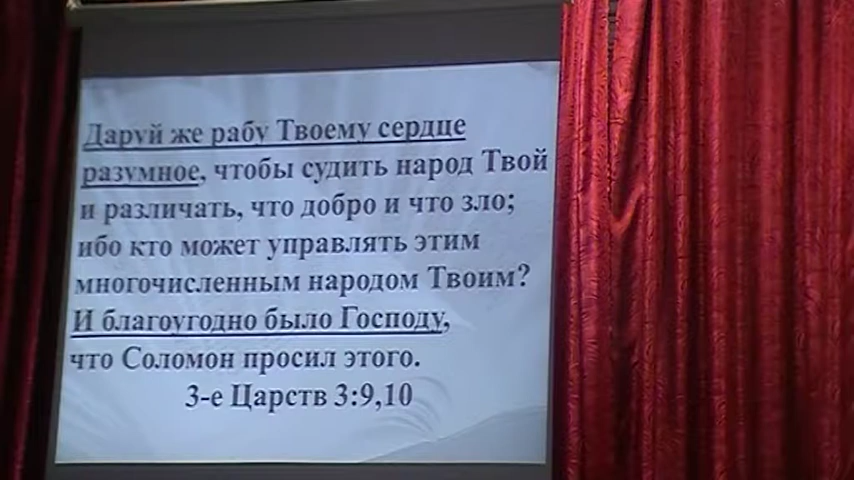 Даруй же рабу Твоему сердце
разумное, чтобы судить народ Твой
и различать, что добро и что зло;
ибо кто может управлять этим
многочисленным народом Твоим?
И благоугодно было Господу,
что Соломон просил этого.
3-е Царств 3:9,10